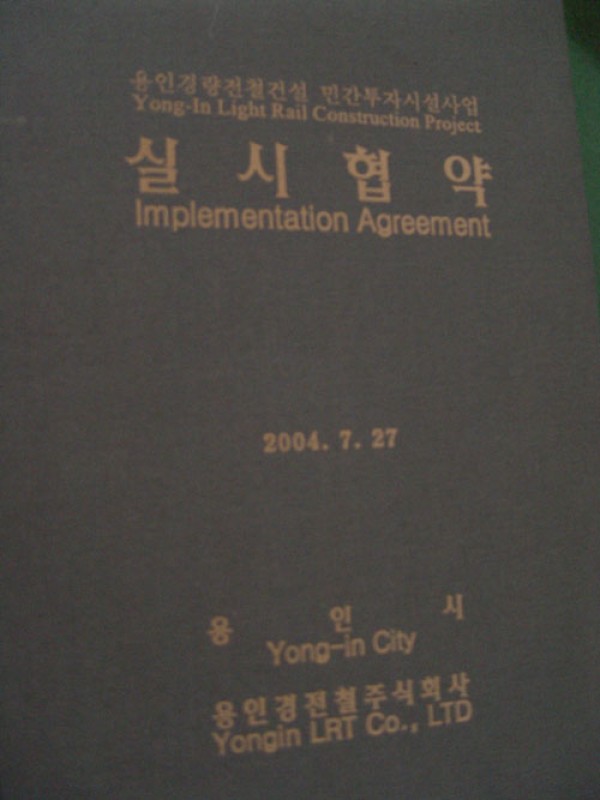 용인경량전철건설 민간투자시설사업
Yong-In Light Rail Construction Project
실시협약
Implementation Agreement
2004. 7. 27
용인시
Yong-in City
용인경전철주식회사
Yongin LRT Co., LTD